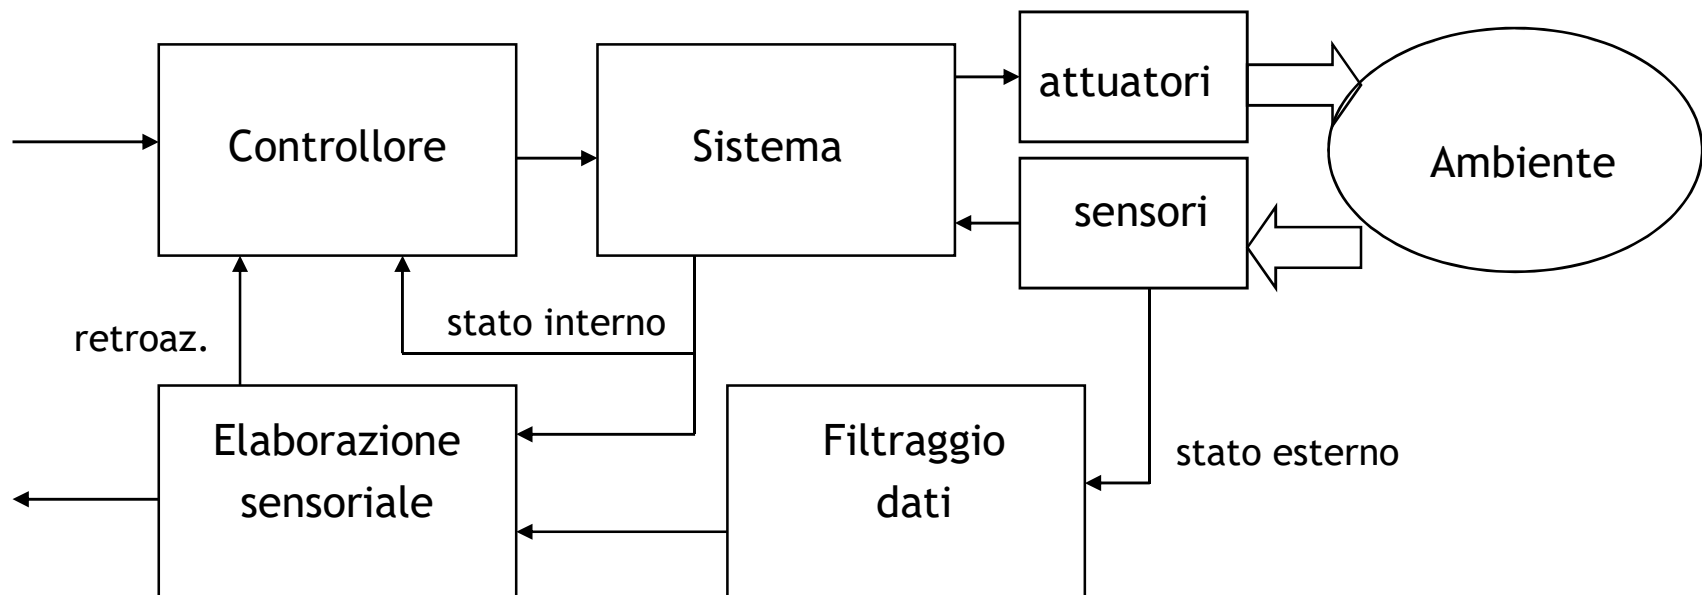 attuatori
Controllore
Sistema
Ambiente
sensori
stato interno
retroaz.
Elaborazione
sensoriale
Filtraggio
dati
stato esterno